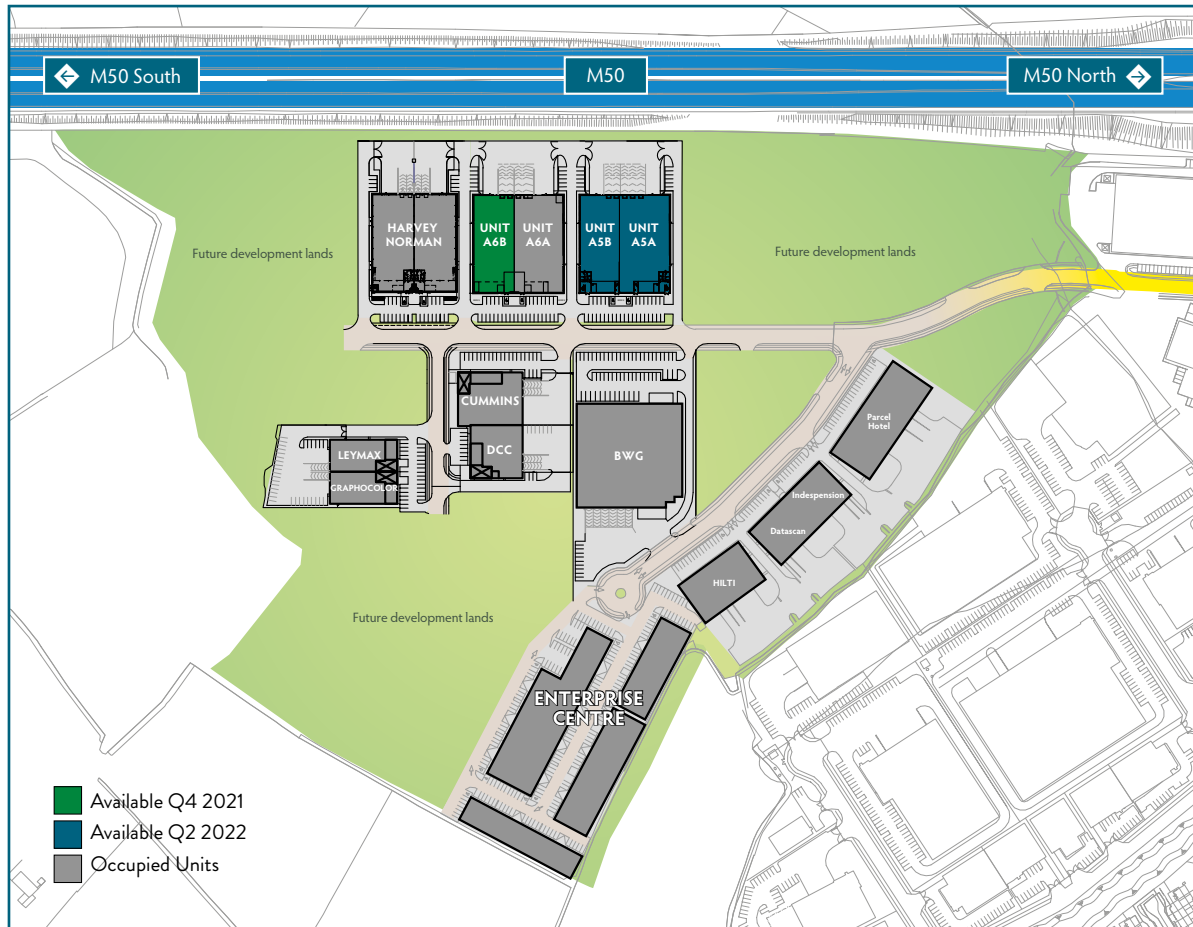 M50 South
M50
M50 North
HARVEY
NORMAN
UNIT
A6B
UNIT
A6A
UNIT
A5B
UNIT
A5A
Future development lands
Future development lands
CUMMINS
DCC
BWG
LEYMAX
GRAPHOCOLOR
Parcel
Hotel
Indespension
Datascan
HILTI
Future development lands
ENTERPRISE
CENTRE
Available Q4 2021
Available Q2 2022
Occupied Units